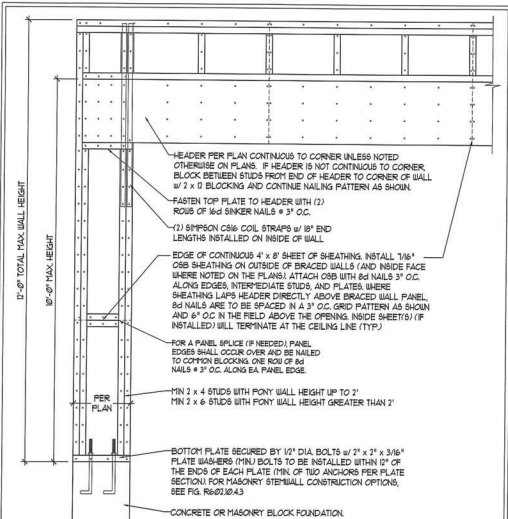 12'-0" TOTAL MAX. WALL HEIGHT
10'-0" MAX. HEIGHT
HEADER PER PLAN CONTINUOUS TO CORNER UNLESS NOTED
OTHERWISE ON PLANS. IF HEADER IS NOT CONTINUOUS TO CORNER,
BLOCK BETWEEN STUDS FROM END OF HEADER TO CORNER OF WALL
w/ 2 x 12 BLOCKING AND CONTINUE NAILING PATTERN AS SHOWN.
FASTEN TOP PLATE TO HEADER WITH (2)
ROWS OF 16d SINKER NAILS @ 3" O.C.
(2) SIMPSON CS16 COIL STRAPS w/ 18" END
LENGTHS INSTALLED ON INSIDE OF WALL
EDGE OF CONTINUOUS 4' x 8' SHEET OF SHEATHING. INSTALL 7/16"
OSB SHEATHING ON OUTSIDE OF BRACED WALLS (AND INSIDE FACE
WHERE NOTED ON THE PLANS). ATTACH OSB WITH 8d NAILS 3" O.C.
ALONG EDGES, INTERMEDIATE STUDS, AND PLATES. WHERE
SHEATHING LAPS HEADER DIRECTLY ABOVE BRACED WALL PANEL,
8d NAILS ARE TO BE SPACED IN A 3" O.C. GRID PATTERN AS SHOWN
AND 6" O.C IN THE FIELD ABOVE THE OPENING. INSIDE SHEET(S) (IF
INSTALLED) WILL TERMINATE AT THE CEILING LINE (TYP.)
FOR A PANEL SPLICE (IF NEEDED), PANEL
EDGES SHALL OCCUR OVER AND BE NAILED
TO COMMON BLOCKING. ONE ROW OF 8d
NAILS @ 3" O.C. ALONG EA. PANEL EDGE.
PER
PLAN
MIN 2 x 4 STUDS WITH PONY WALL HEIGHT UP TO 2'
MIN 2 x 6 STUDS WITH PONY WALL HEIGHT GREATER THAN 2'
BOTTOM PLATE SECURED BY 1/2" DIA. BOLTS w/ 2" x 2" x 3/16"
PLATE WASHERS (MIN.) BOLTS TO BE INSTALLED WITHIN 12" OF
THE ENDS OF EACH PLATE (MIN. OF TWO ANCHORS PER PLATE
SECTION). FOR MASONRY STEMWALL CONSTRUCTION OPTIONS,
SEE FIG. R602.10.4.3
CONCRETE OR MASONRY BLOCK FOUNDATION.